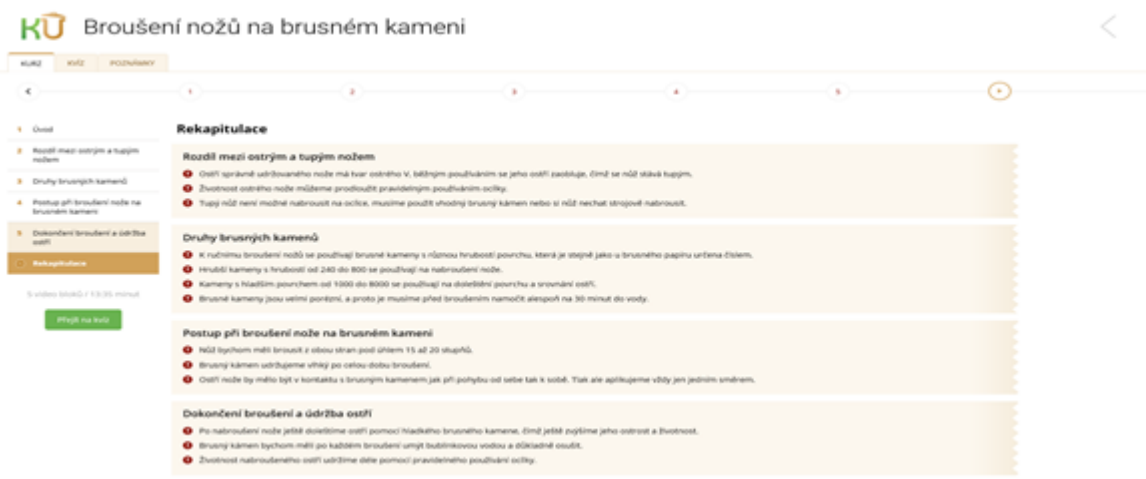 KU
Broušení nožů na brusném kameni
KURZ
KVÍZ
POZNÁMKY
1
2
3
4
5
1 Úvod
2 Rozdíl mezi ostrým a tupým
nožem
3 Druhy brusných kamenů
4 Postup při broušení nože na
brusném kameni
5 Dokončení broušení a údržba
ostří
Rekapitulace
5 video bloků / 13:35 minut
Přejít na kvíz
Rekapitulace
Rozdíl mezi ostrým a tupým nožem
Ostří správně udržovaného nože má tvar ostrého V, běžným používáním se jeho ostří zaobluje, čímž se nůž stává tupým.
Životnost ostrého nože můžeme prodloužit pravidelným používáním ocílky.
Tupý nůž není možné nabrousit na ocílce, musíme použít vhodný brusný kámen nebo si nůž nechat strojově nabrousit.
Druhy brusných kamenů
K ručnímu broušení nožů se používají brusné kameny s různou hrubostí povrchu, která je stejně jako u brusného papíru určena číslem.
Hrubší kameny s hrubostí od 240 do 800 se používají na nabroušení nože.
Kameny s hladším povrchem od 1000 do 8000 se používají na doleštění povrchu a srovnání ostří.
Brusné kameny jsou velmi porézní, a proto je musíme před broušením namočit alespoň na 30 minut do vody.
Postup při broušení nože na brusném kameni
Nůž bychom měli brousit z obou stran pod úhlem 15 až 20 stupňů.
Brusný kámen udržujeme vlhký po celou dobu broušení.
Ostří nože by mělo být v kontaktu s brusným kamenem jak při pohybu od sebe tak k sobě. Tlak ale aplikujeme vždy jen jedním směrem.
Dokončení broušení a údržba ostří
Po nabroušení nože ještě doleštíme ostří pomocí hladkého brusného kamene, čímž ještě zvýšíme jeho ostrost a životnost.
Brusný kámen bychom měli po každém broušení umýt bublinkovou vodou a důkladně osušit.
Životnost nabroušeného ostří udržíme déle pomocí pravidelného používání ocílky.